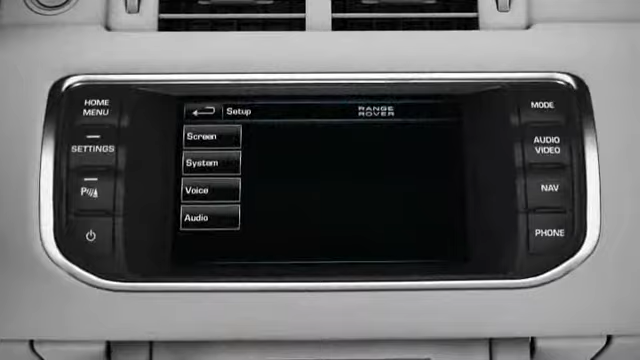 HOME
MENU
SETTINGS
P
Setup
RANGE
ROVER
Screen
System
Voice
Audio
MODE
AUDIO
VIDEO
NAV
PHONE